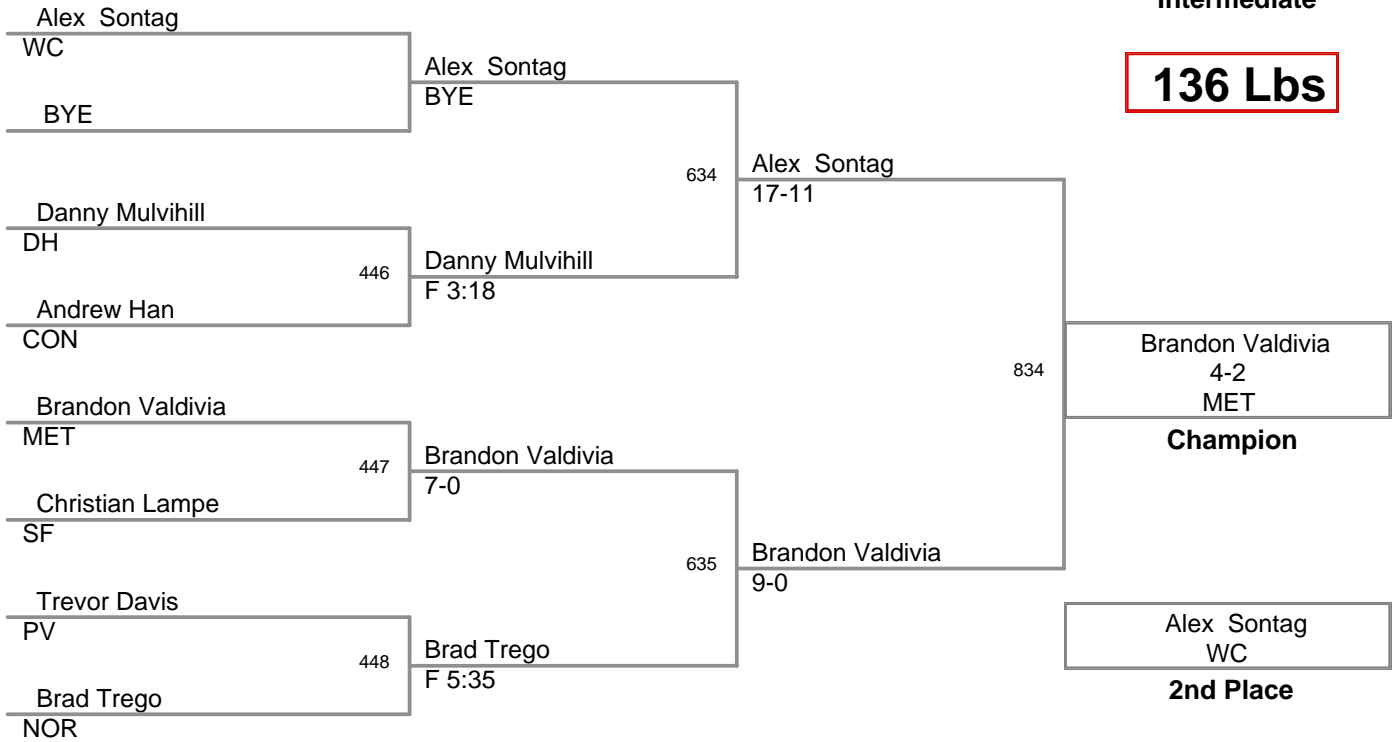 Intermediate
136 Lbs
Alex Sontag
WC
BYE
Danny Mulvihill
DH
446
Andrew Han
CON
Brandon Valdivia
MET
447
Christian Lampe
SF
Trevor Davis
PV
448
Brad Trego
NOR
Alex Sontag
BYE
634
Danny Mulvihill
F 3:18
Brandon Valdivia
7-0
635
Brad Trego
F 5:35
Alex Sontag
17-11
834
Brandon Valdivia
9-0
Brandon Valdivia
4-2
MET
Champion
Alex Sontag
WC
2nd Place